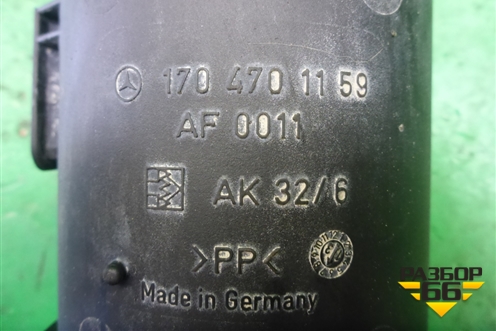 170 470 11 59
AF 0011
AK 32/6
>PP<
Made in Germany
РАЗБОР
66